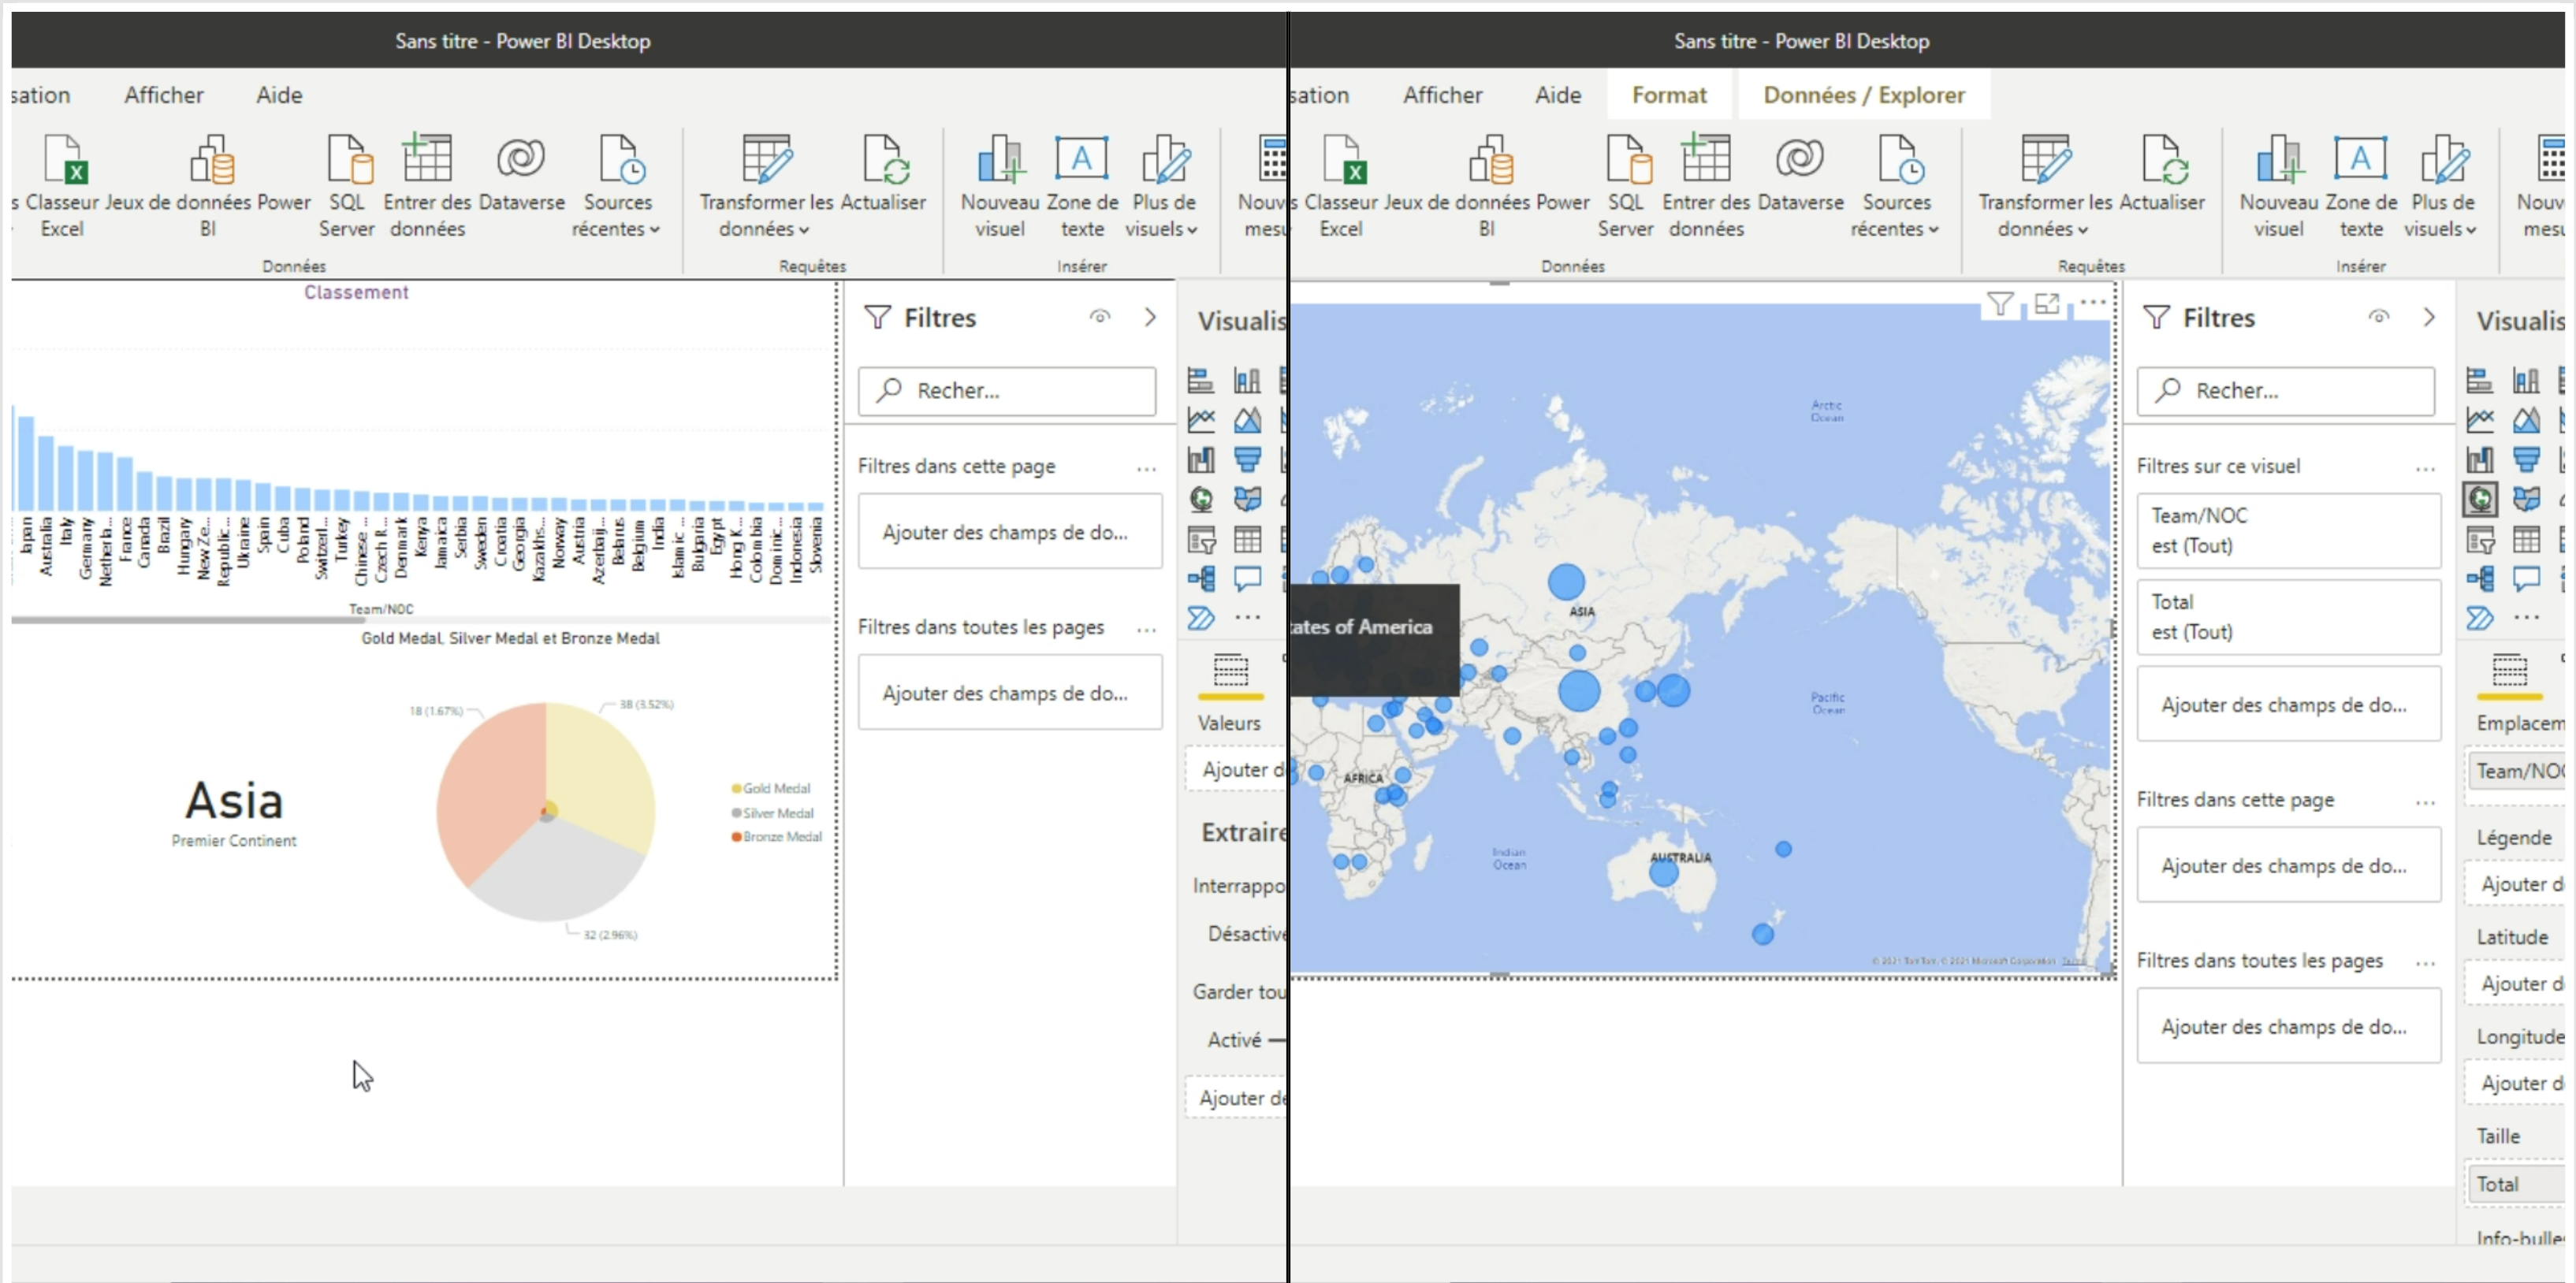 Sans titre - Power BI Desktop
sation Afficher Aide
s Classeur Excel
Jeux de données Power BI
SQL Server
Entrer des données
Dataverse
Sources récentes
Transformer les données
Actualiser
Nouveau visuel
Zone de texte
Plus de visuels
Nouv
mesu
Données
Requêtes
Insérer
Classement
Japan
Australia
Italy
Germany
Netherla...
France
Canada
Brazil
Hungary
New Ze...
Republic...
Ukraine
Spain
Cuba
Poland
Switzerl...
Turkey
Chinese ...
Czech R...
Denmark
Kenya
Jamaica
Serbia
Sweden
Croatia
Georgia
Kazakhs...
Norway
Austria
Azerbaij...
Belarus
Belgium
India
Islamic ...
Bulgaria
Egypt
Hong K...
Colombia
Dominic...
Indonesia
Slovenia
Team/NOC
Gold Medal, Silver Medal et Bronze Medal
18 (1.67%)
38 (3.52%)
32 (2.96%)
Gold Medal
Silver Medal
Bronze Medal
Asia
Premier Continent
Filtres
Recher...
Filtres dans cette page ...
Ajouter des champs de do...
Filtres dans toutes les pages ...
Ajouter des champs de do...
Visualis
...
Valeurs
Ajouter d
Extraire
Interrappo
Désactivé
Garder tou
Activé
Ajouter de
Sans titre - Power BI Desktop
sation Afficher Aide Format Données / Explorer
s Classeur Excel
Jeux de données Power BI
SQL Server
Entrer des données
Dataverse
Sources récentes
Transformer les données
Actualiser
Nouveau visuel
Zone de texte
Plus de visuels
Nouv
mesu
Données
Requêtes
Insérer
Arctic Ocean
ASIA
tates of America
Pacific Ocean
AFRICA
Indian Ocean
AUSTRALIA
© 2021 TomTom, © 2021 Microsoft Corporation Terms
Filtres
Recher...
Filtres sur ce visuel ...
Team/NOC
est (Tout)
Total
est (Tout)
Ajouter des champs de do...
Filtres dans cette page ...
Ajouter des champs de do...
Filtres dans toutes les pages ...
Ajouter des champs de do...
Visualis
...
Emplacem
Team/NOC
Légende
Ajouter d
Latitude
Ajouter d
Longitude
Ajouter d
Taille
Total
Info-bulle